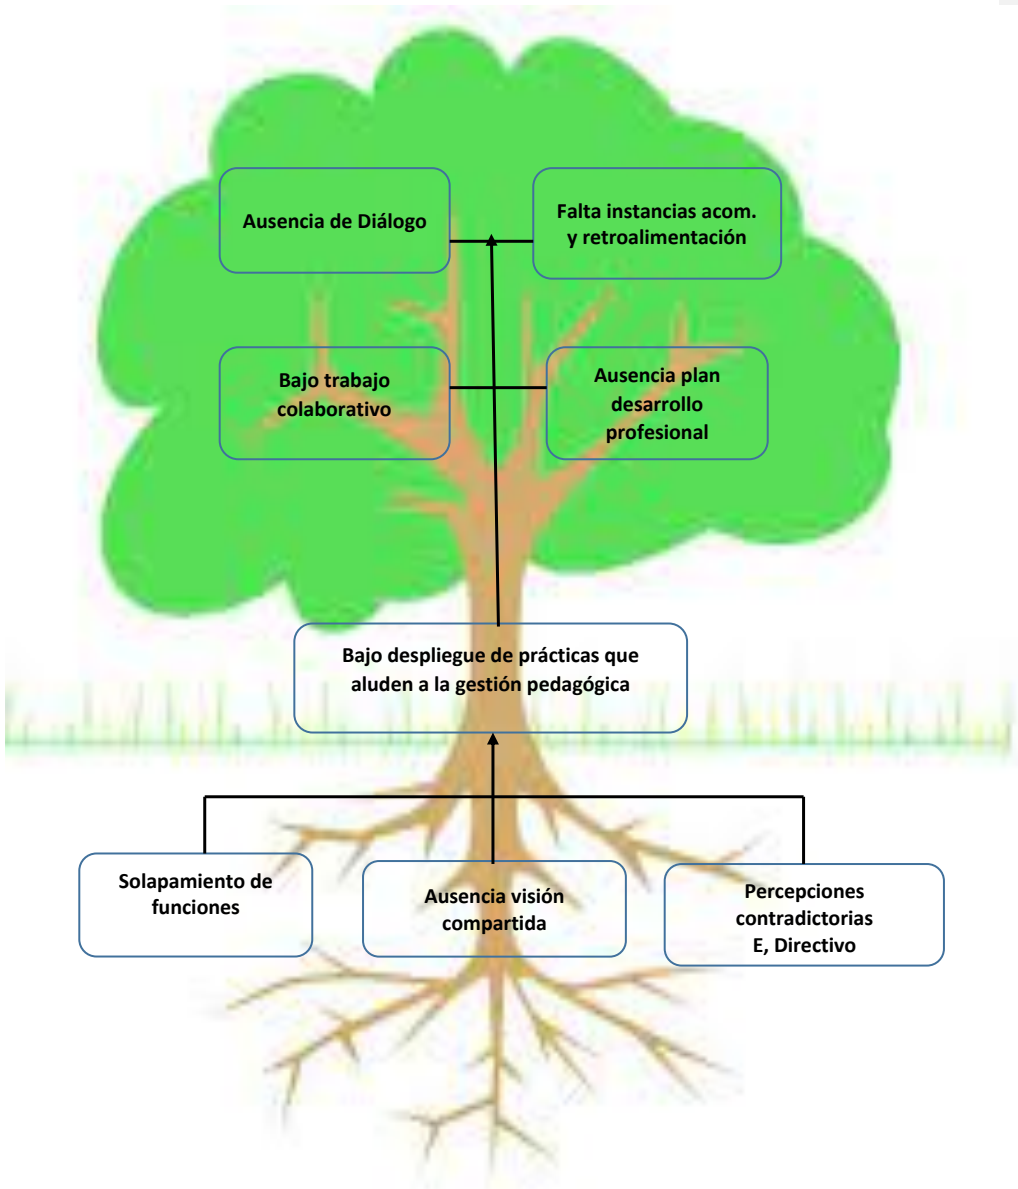 Ausencia de Diálogo
Falta instancias acom.
y retroalimentación
Bajo trabajo
colaborativo
Ausencia plan
desarrollo
profesional
Bajo despliegue de prácticas que
aluden a la gestión pedagógica
Solapamiento de
funciones
Ausencia visión
compartida
Percepciones
contradictorias
E, Directivo